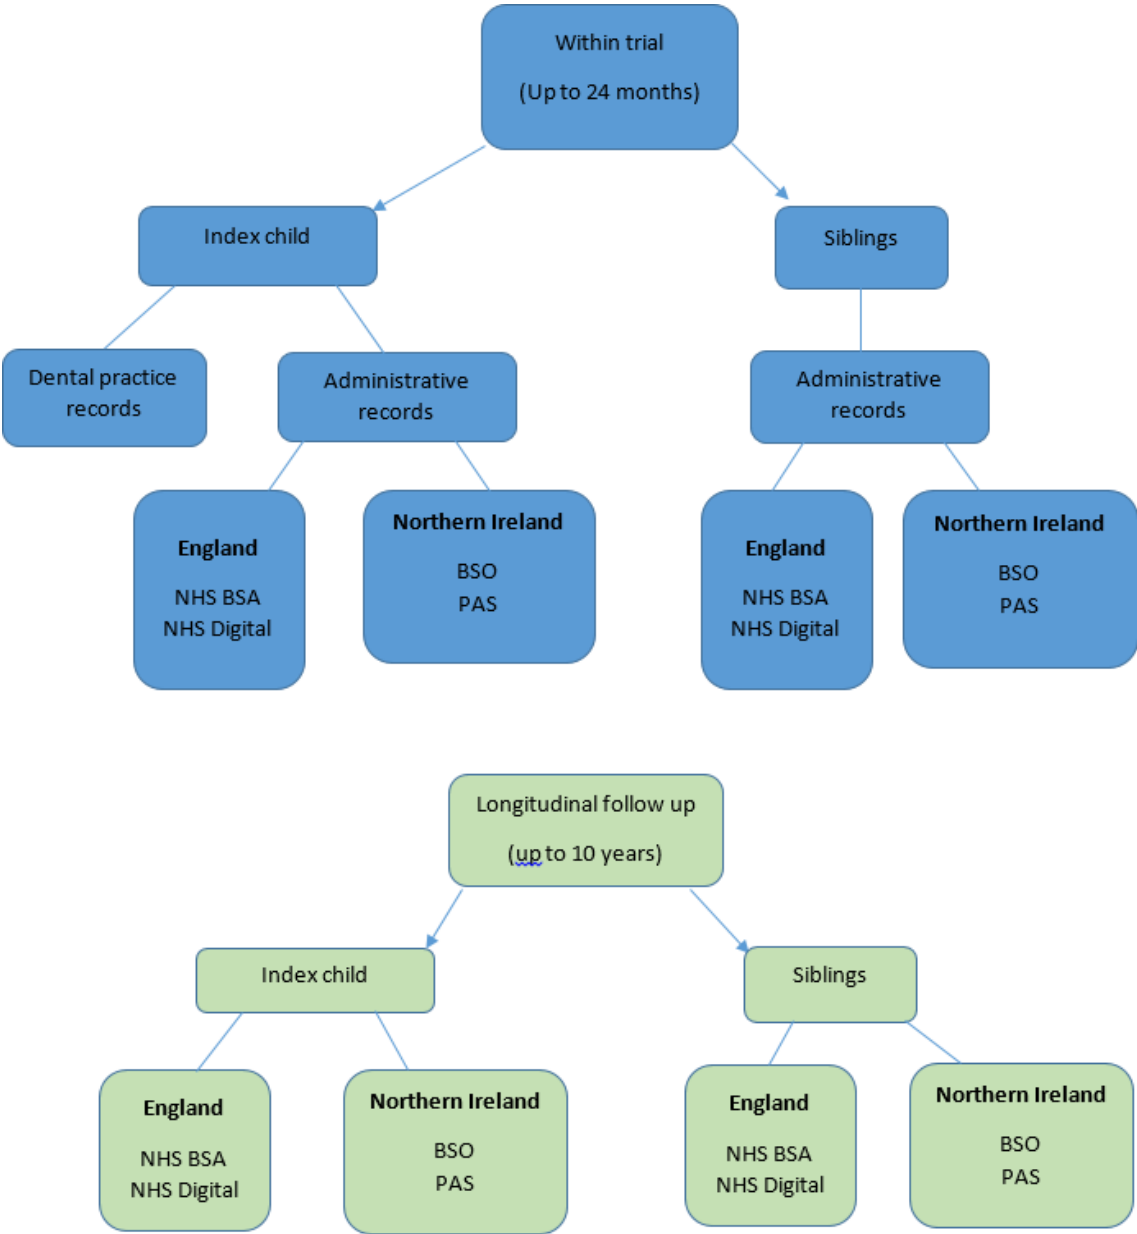 Within trial
(Up to 24 months)
Index child
Siblings
Dental practice
records
Administrative
records
Administrative
records
England
NHS BSA
NHS Digital
Northern Ireland
BSO
PAS
England
NHS BSA
NHS Digital
Northern Ireland
BSO
PAS
Longitudinal follow up
(up to 10 years)
Index child
Siblings
England
NHS BSA
NHS Digital
Northern Ireland
BSO
PAS
England
NHS BSA
NHS Digital
Northern Ireland
BSO
PAS